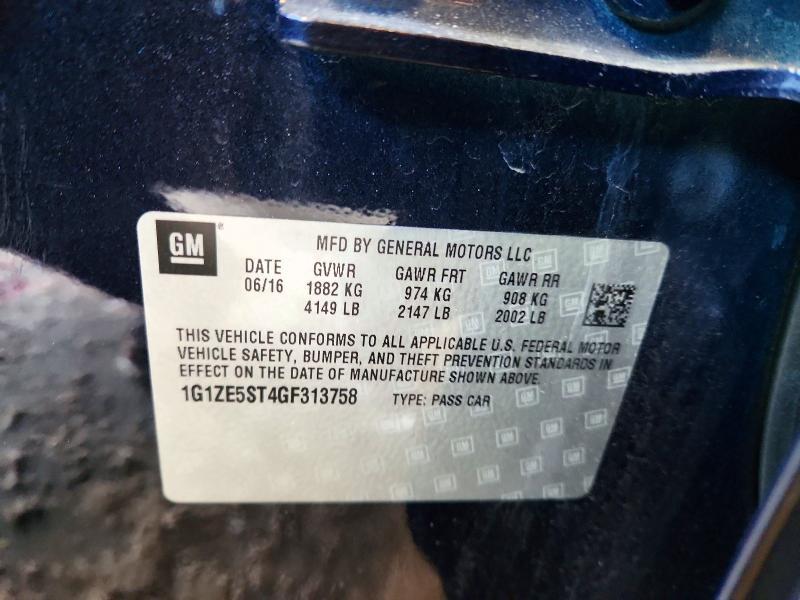 GM ®
MFD BY GENERAL MOTORS LLC
DATE GVWR GAWR FRT GAWR RR
06/16 1882 KG 974 KG 908 KG
4149 LB 2147 LB 2002 LB
THIS VEHICLE CONFORMS TO ALL APPLICABLE U.S. FEDERAL MOTOR
VEHICLE SAFETY, BUMPER, AND THEFT PREVENTION STANDARDS IN
EFFECT ON THE DATE OF MANUFACTURE SHOWN ABOVE.
1G1ZE5ST4GF313758 TYPE: PASS CAR